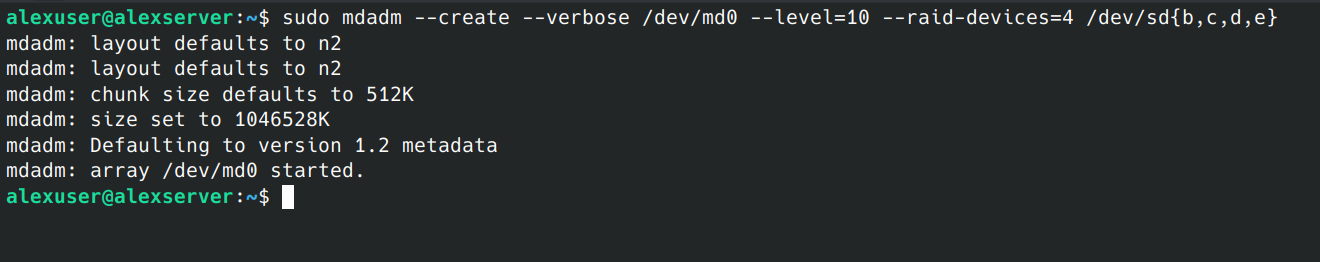 alexuser@alexserver:~$ sudo mdadm --create --verbose /dev/md0 --level=10 --raid-devices=4 /dev/sd{b,c,d,e}
mdadm: layout defaults to n2
mdadm: layout defaults to n2
mdadm: chunk size defaults to 512K
mdadm: size set to 1046528K
mdadm: Defaulting to version 1.2 metadata
mdadm: array /dev/md0 started.
alexuser@alexserver:~$